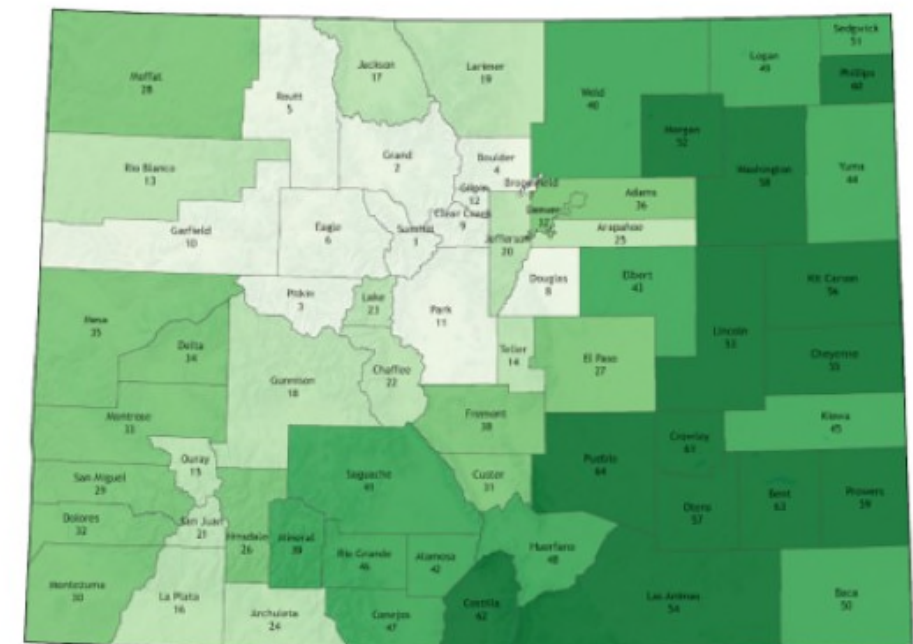 Moffat
28
Routt
5
Jackson
17
Larimer
19
Weld
40
Logan
49
Sedgwick
51
Phillips
60
Morgan
52
Washington
58
Yuma
44
Rio Blanco
13
Grand
2
Boulder
4
Gilpin
12
Broomfield
Clear Creek
9
Adams
36
Denver
37
Arapahoe
25
Jefferson
20
Garfield
10
Eagle
6
Summit
1
Douglas
8
Elbert
43
Kit Carson
56
Lincoln
53
Cheyenne
55
Mesa
35
Pitkin
3
Lake
23
Park
11
Teller
14
El Paso
27
Delta
34
Gunnison
18
Chaffee
22
Fremont
38
Kiowa
45
Crowley
61
Montrose
33
Ouray
15
Saguache
41
Custer
31
Pueblo
64
Otero
57
Bent
63
Prowers
59
San Miguel
29
Dolores
32
San Juan
21
Hinsdale
26
Mineral
39
Rio Grande
46
Alamosa
42
Huerfano
48
Las Animas
54
Baca
50
Montezuma
30
La Plata
16
Archuleta
24
Conejos
47
Costilla
62